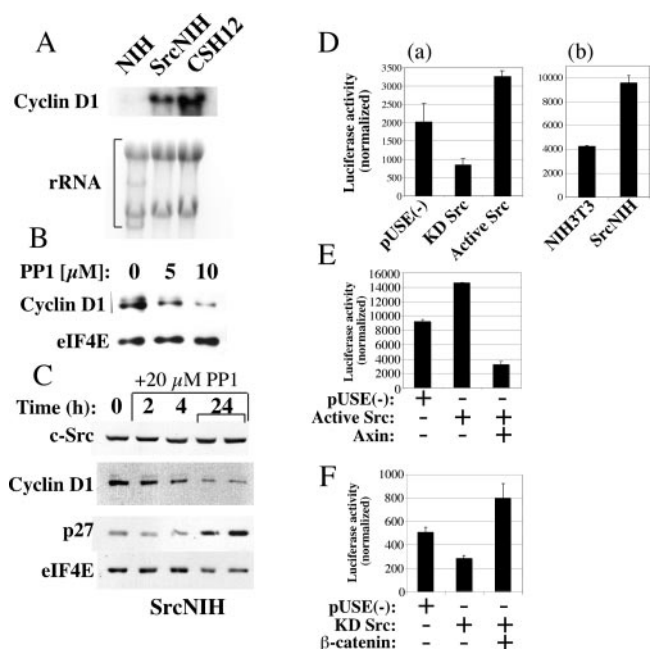 A
NIH
SrcNIH
CSH12
Cyclin D1
rRNA
B
PP1 [µM]: 0 5 10
Cyclin D1
eIF4E
C
+20 µM PP1
Time (h): 0 2 4 24
c-Src
Cyclin D1
p27
eIF4E
SrcNIH
D
(a)
Luciferase activity
(normalized)
3500
3000
2500
2000
1500
1000
500
0
pUSE(-)
KD Src
Active Src
(b)
10000
8000
6000
4000
2000
0
NIH3T3
SrcNIH
E
Luciferase activity
(normalized)
16000
14000
12000
10000
8000
6000
4000
2000
0
pUSE(-): + - -
Active Src: - + +
Axin: - - +
F
Luciferase activity
(normalized)
1000
800
600
400
200
0
pUSE(-): + - -
KD Src: - + +
β-catenin: - - +